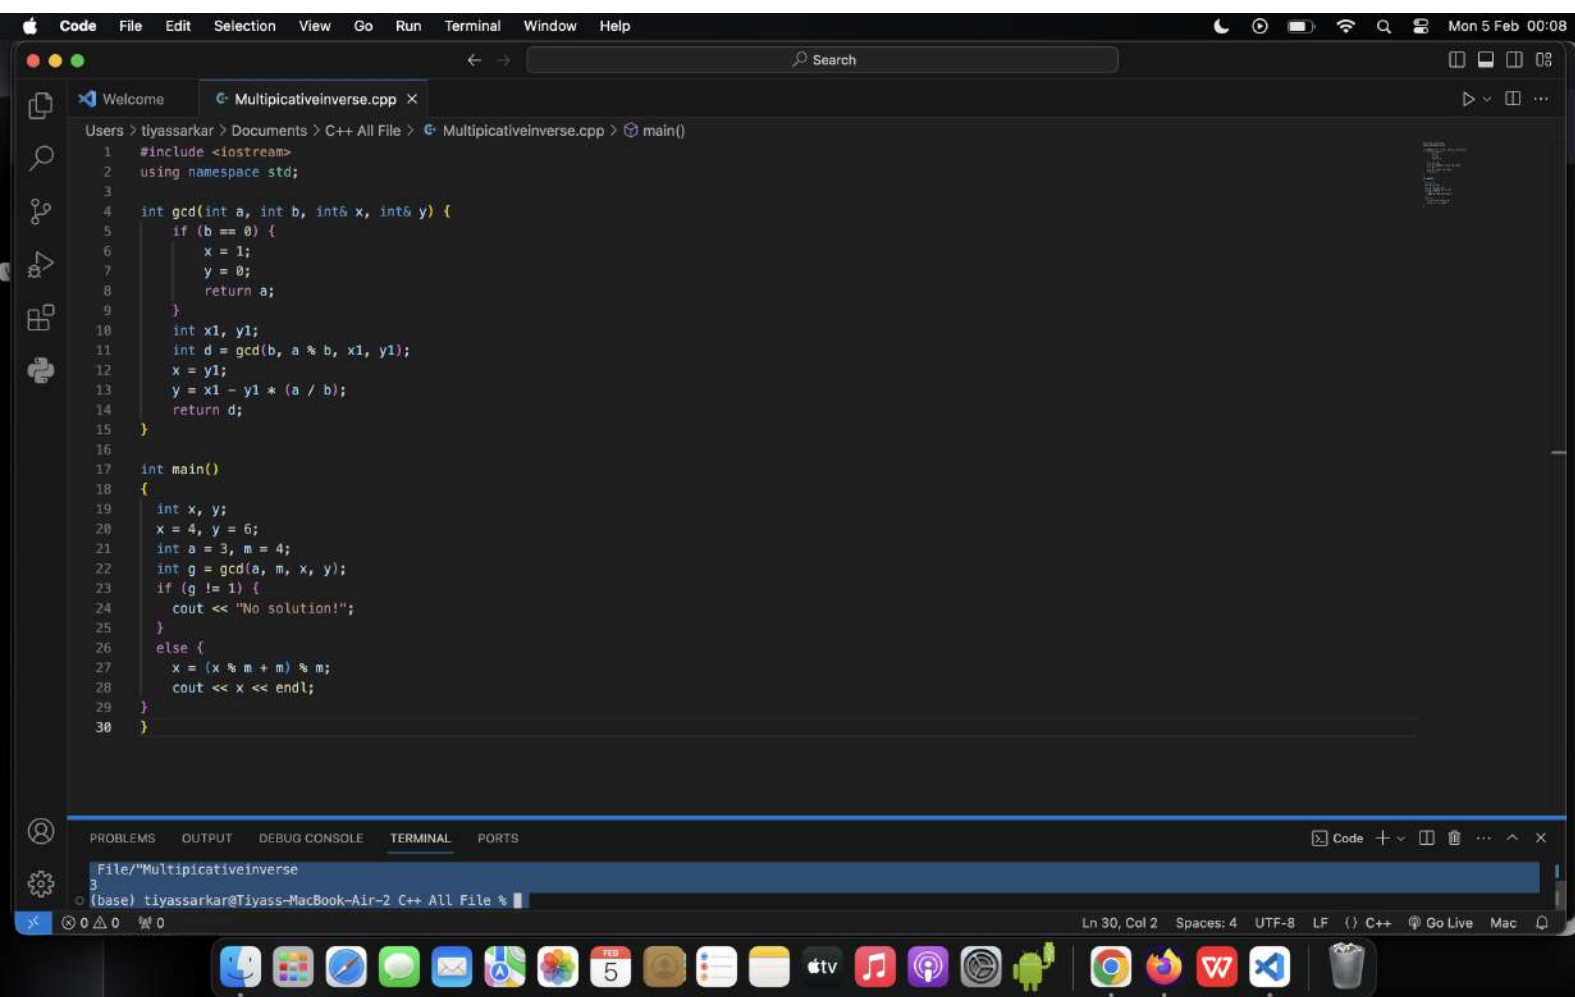 Code File Edit Selection View Go Run Terminal Window Help Mon 5 Feb 00:08
Search
Welcome Multipicativeinverse.cpp
Users > tiyassarkar > Documents > C++ All File > Multipicativeinverse.cpp > main()
1 #include <iostream>
2 using namespace std;
3
4 int gcd(int a, int b, int& x, int& y) {
5 if (b == 0) {
6 x = 1;
7 y = 0;
8 return a;
9 }
10 int x1, y1;
11 int d = gcd(b, a % b, x1, y1);
12 x = y1;
13 y = x1 - y1 * (a / b);
14 return d;
15 }
16
17 int main()
18 {
19 int x, y;
20 x = 4, y = 6;
21 int a = 3, m = 4;
22 int g = gcd(a, m, x, y);
23 if (g != 1) {
24 cout << "No solution!";
25 }
26 else {
27 x = (x % m + m) % m;
28 cout << x << endl;
29 }
30 }
PROBLEMS OUTPUT DEBUG CONSOLE TERMINAL PORTS Code
File/"Multipicativeinverse
3
(base) tiyassarkar@Tiyass-MacBook-Air-2 C++ All File %
0 0 0 Ln 30, Col 2 Spaces: 4 UTF-8 LF {} C++ Go Live Mac
FEB
5
tv
W